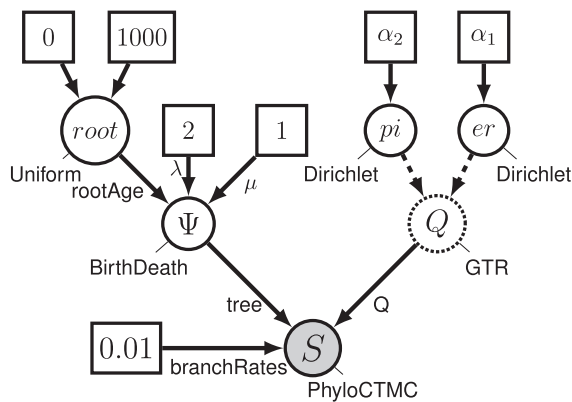 0 1000 α₂ α₁
root pi er
Uniform 2 1 Dirichlet Dirichlet
rootAge λ μ
Ψ Q
BirthDeath GTR
tree Q
0.01 branchRates S
PhyloCTMC